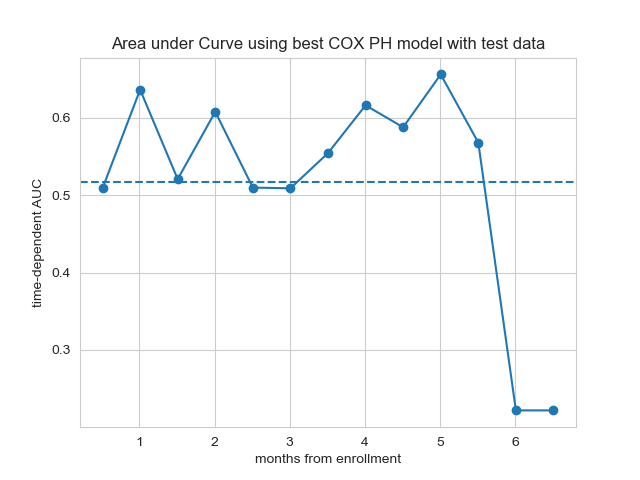 Area under Curve using best COX PH model with test data
time-dependent AUC
0.6
0.5
0.4
0.3
1 2 3 4 5 6
months from enrollment